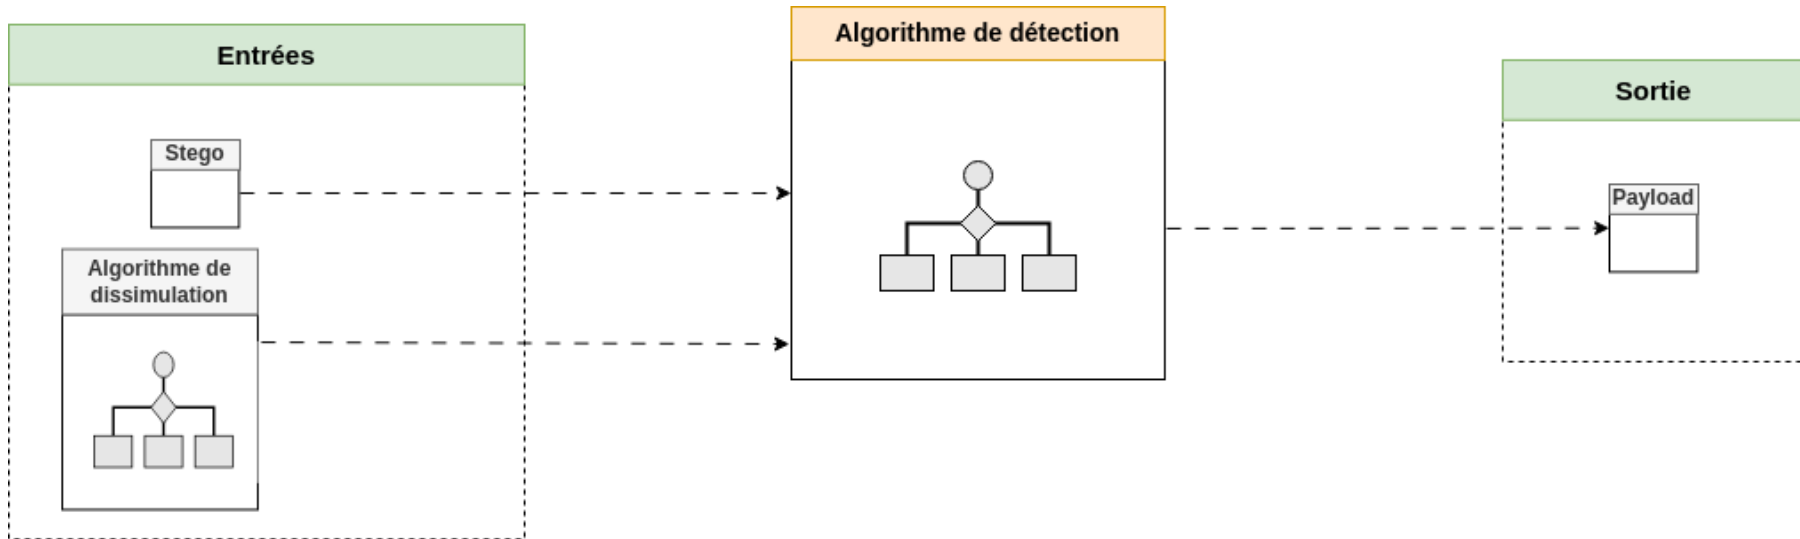 Entrées
Stego
Algorithme de
dissimulation
Algorithme de détection
Sortie
Payload